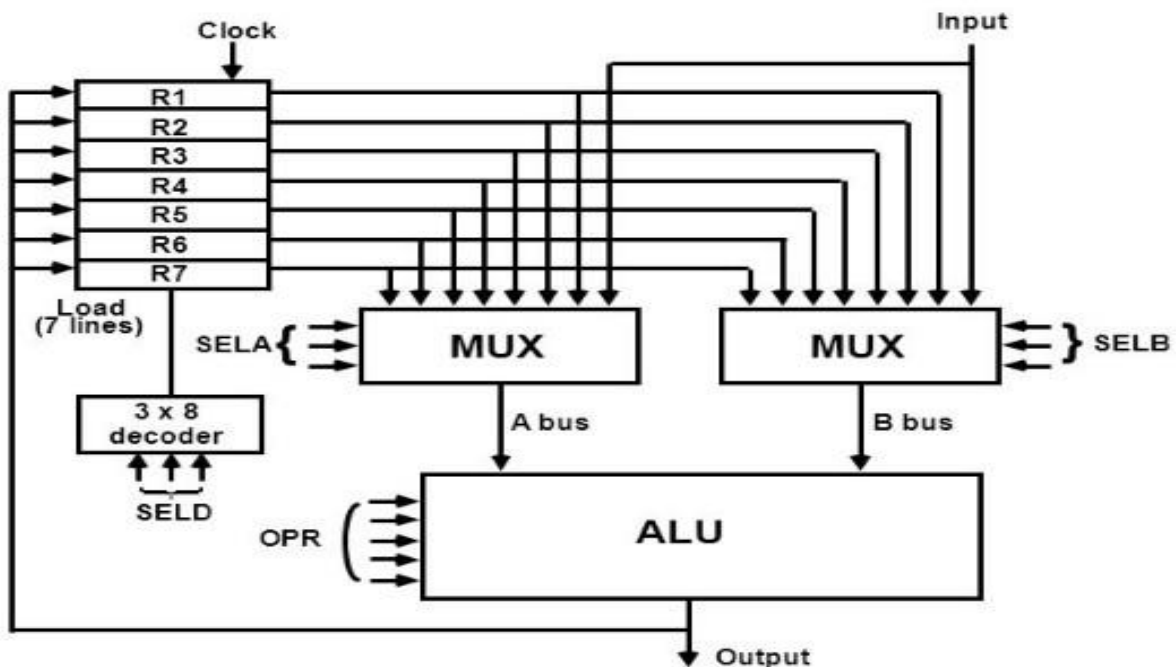 Clock
Input
R1
R2
R3
R4
R5
R6
R7
Load
(7 lines)
SELA {
MUX
MUX
} SELB
3 x 8
decoder
A bus
B bus
SELD
OPR
ALU
Output